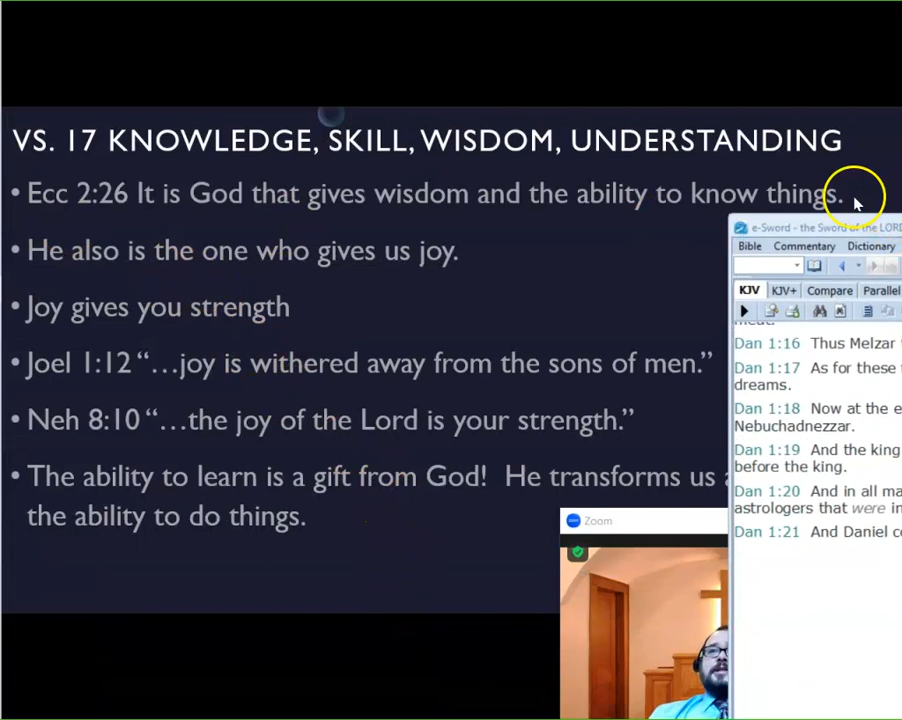 VS. 17 KNOWLEDGE, SKILL, WISDOM, UNDERSTANDING
• Ecc 2:26 It is God that gives wisdom and the ability to know things.
• He also is the one who gives us joy.
• Joy gives you strength
• Joel 1:12 “…joy is withered away from the sons of men.”
• Neh 8:10 “…the joy of the Lord is your strength.”
• The ability to learn is a gift from God! He transforms us
the ability to do things.
e-Sword - the Sword of the LORD
Bible Commentary Dictionary
KJV KJV+ Compare Parallel
Dan 1:16 Thus Melzar
Dan 1:17 As for these
dreams.
Dan 1:18 Now at the e
Nebuchadnezzar.
Dan 1:19 And the king
before the king.
Dan 1:20 And in all ma
astrologers that were in
Dan 1:21 And Daniel co
Zoom